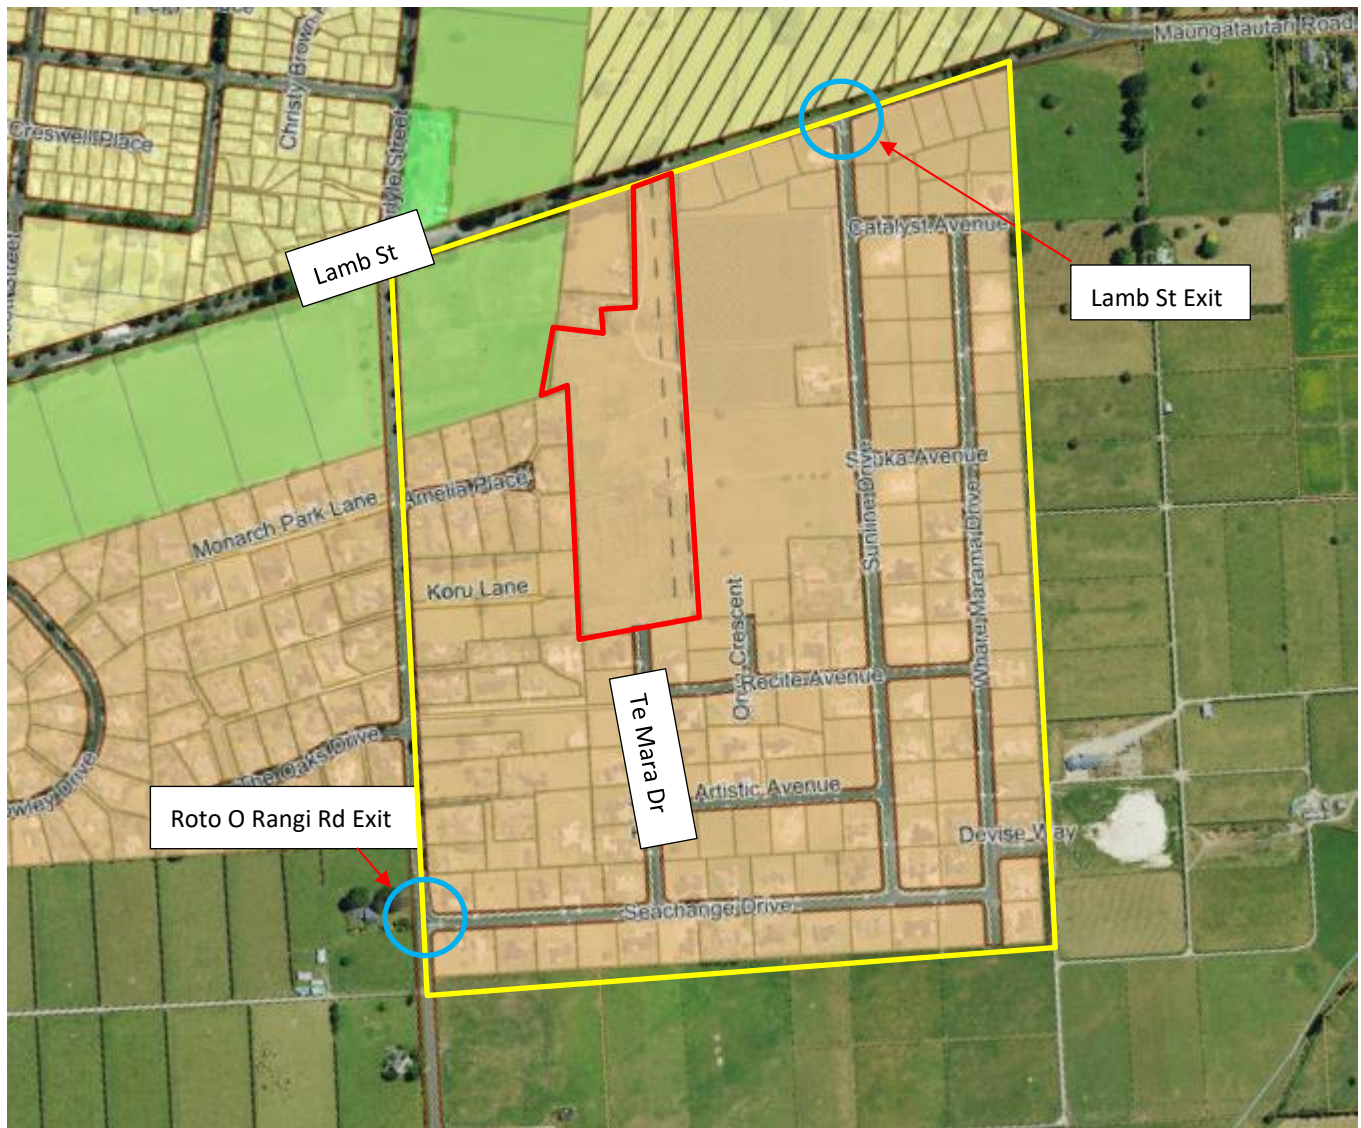 Maungatautari Road
Christy Brown
Creswell Place
Street
Lamb St
Catalyst Avenue
Lamb St Exit
Amelia Place
Monarch Park Lane
Koru Lane
Sunline Drive
Whare Marama Drive
Crescent
Recite Avenue
Te Mara Dr
The Oaks Drive
Artistic Avenue
Roto O Rangi Rd Exit
Devise Way
Seachange Drive